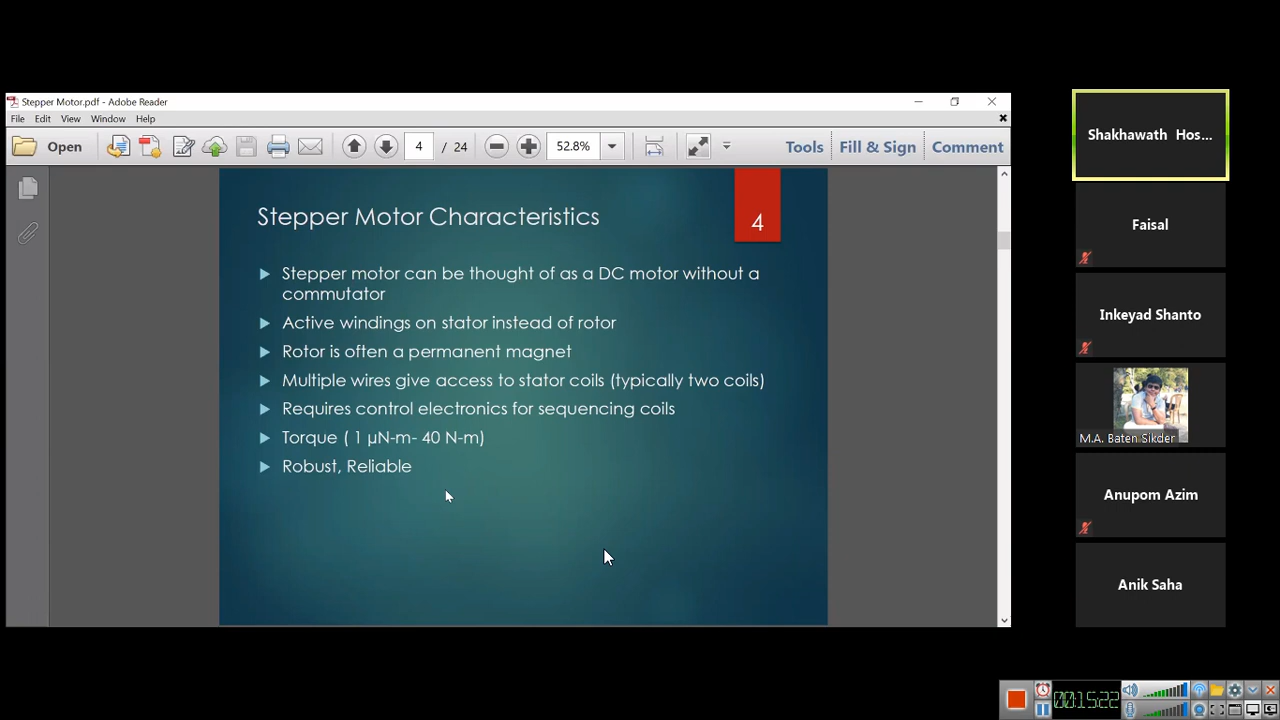 Stepper Motor.pdf - Adobe Reader
File Edit View Window Help
Open 4 / 24 52.8% Tools Fill & Sign Comment
Stepper Motor Characteristics
4
Stepper motor can be thought of as a DC motor without a
commutator
Active windings on stator instead of rotor
Rotor is often a permanent magnet
Multiple wires give access to stator coils (typically two coils)
Requires control electronics for sequencing coils
Torque ( 1 µN-m- 40 N-m)
Robust, Reliable
Shakhawath Hos...
Faisal
Inkeyad Shanto
M.A. Baten Sikder
Anupom Azim
Anik Saha
00:15:22